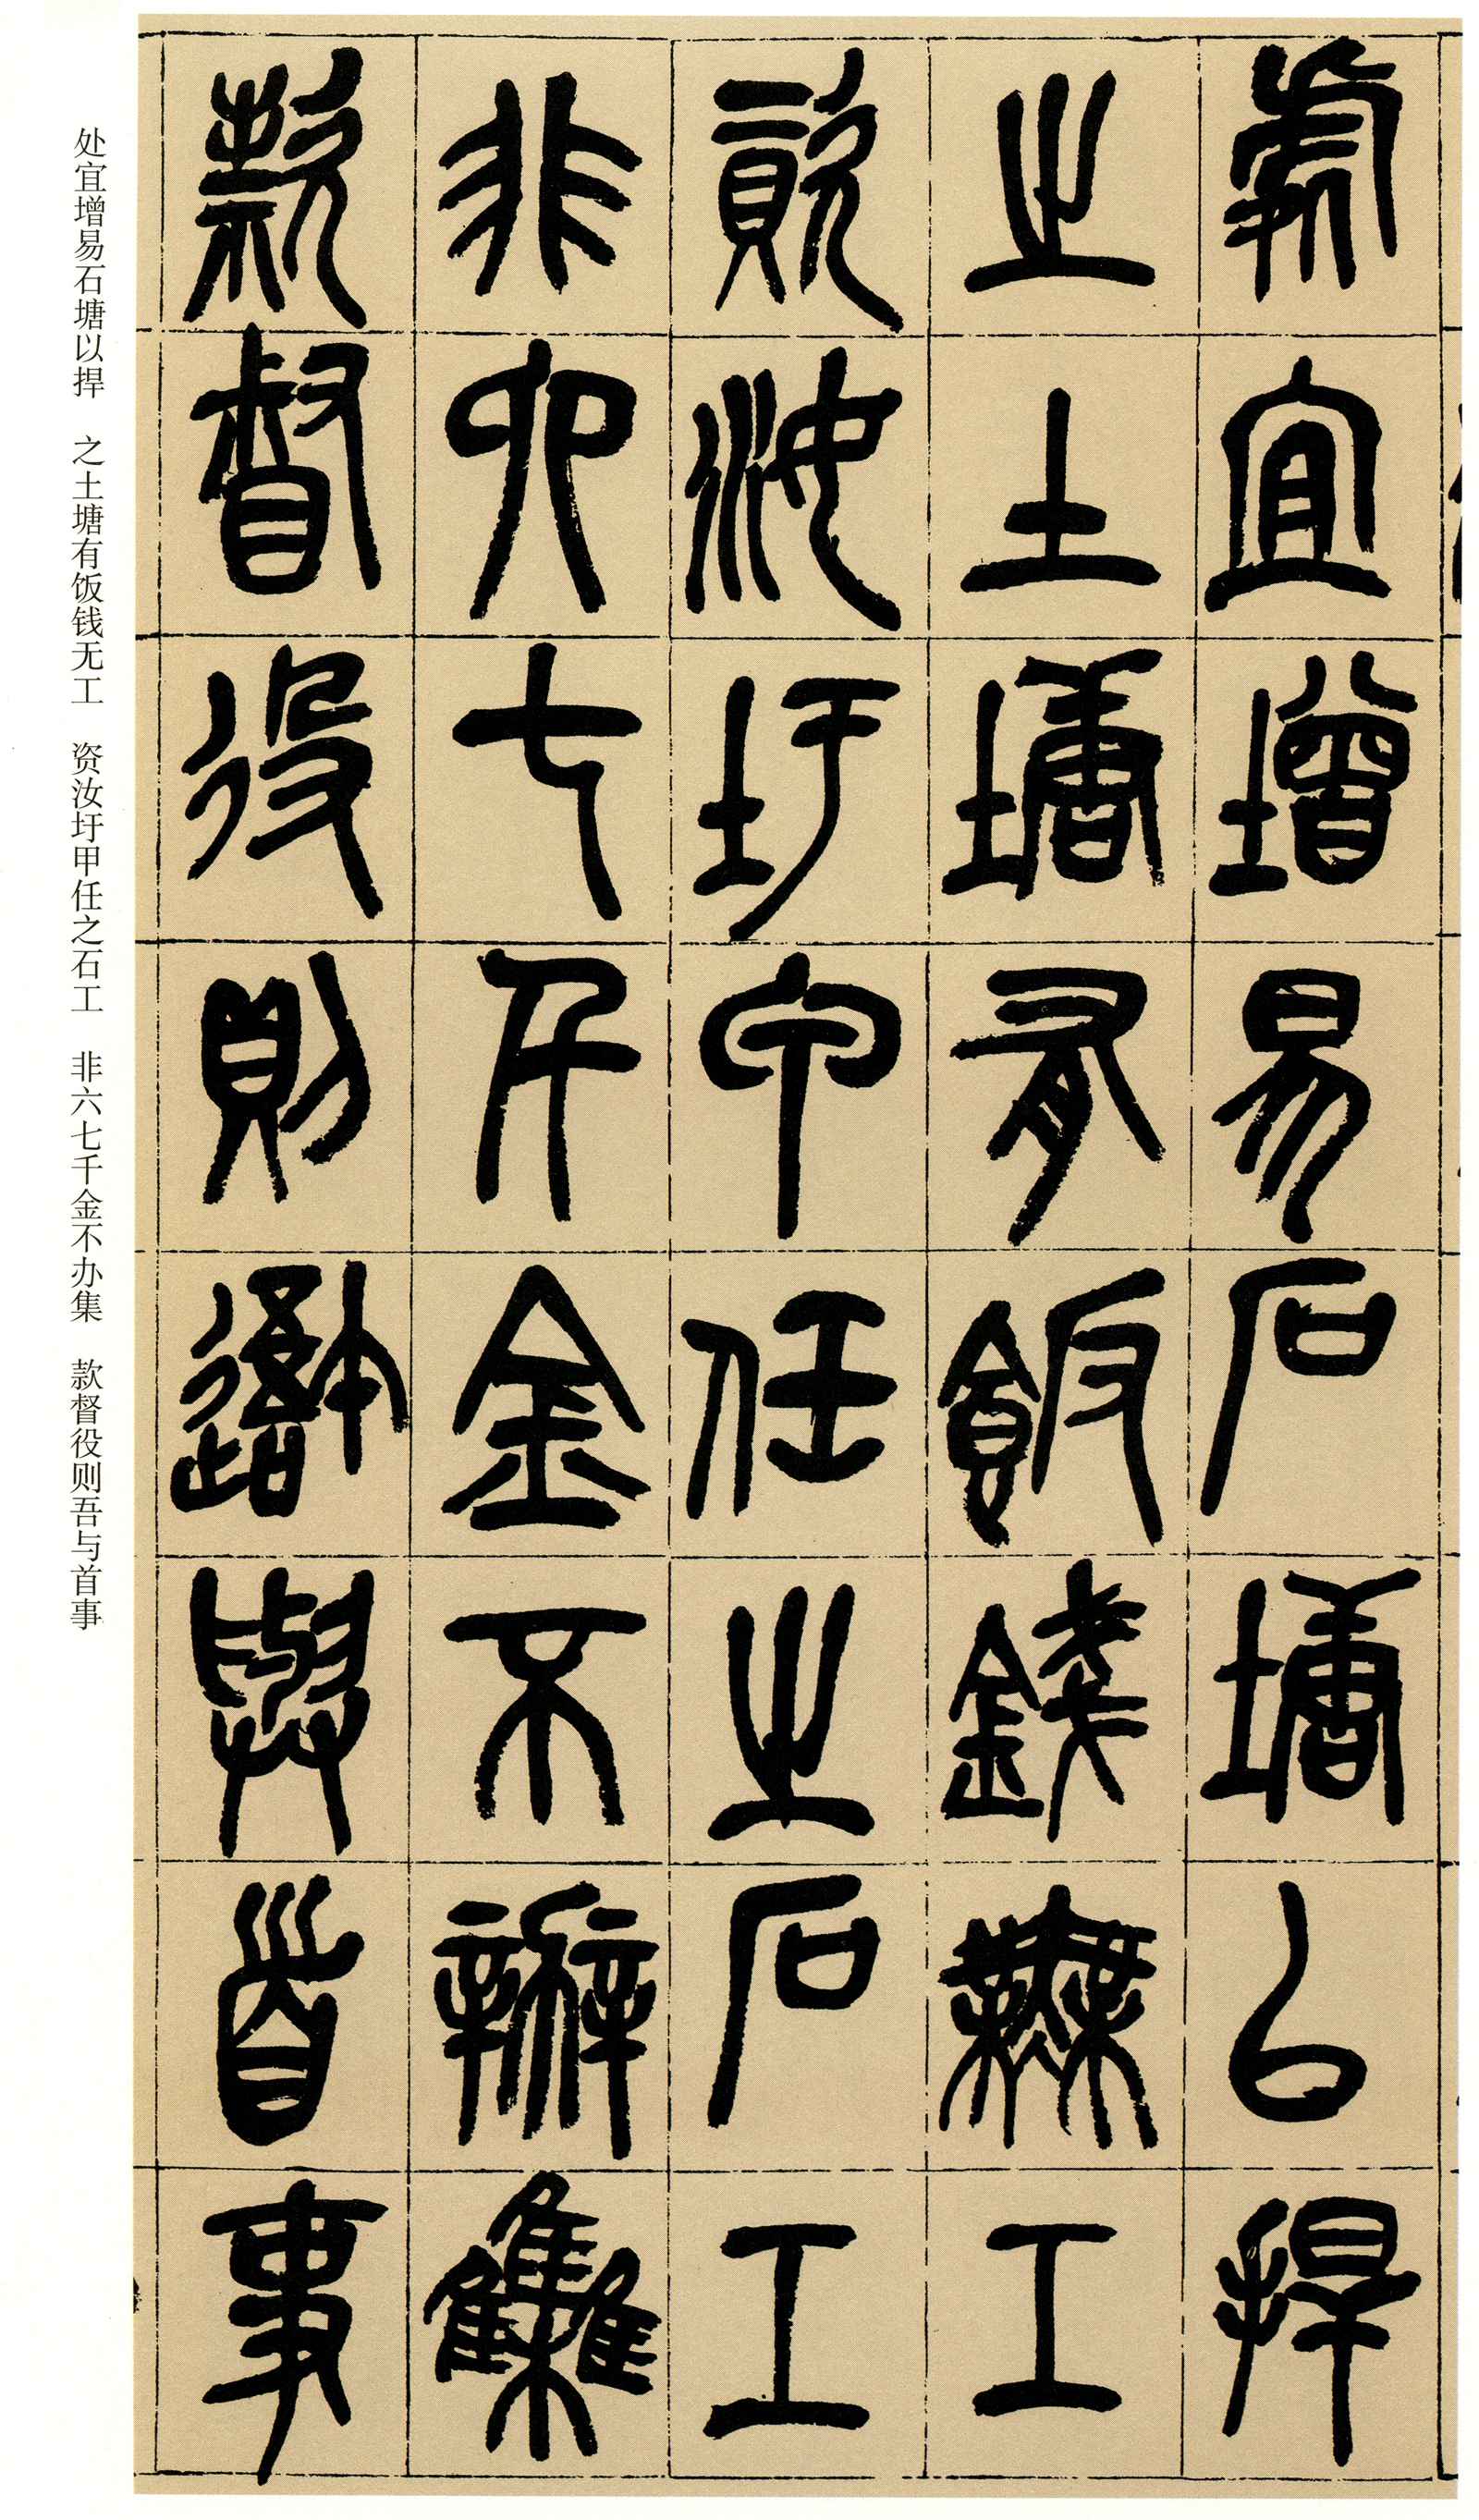 處宜增易石塘以捍
之土塘有飯錢無工
資汝圩甲任之石工
非六七千金不辦集
款督役則吾與首事
处宜增易石塘以捍　之土塘有饭钱无工　资汝圩甲任之石工　非六七千金不办集　款督役则吾与首事